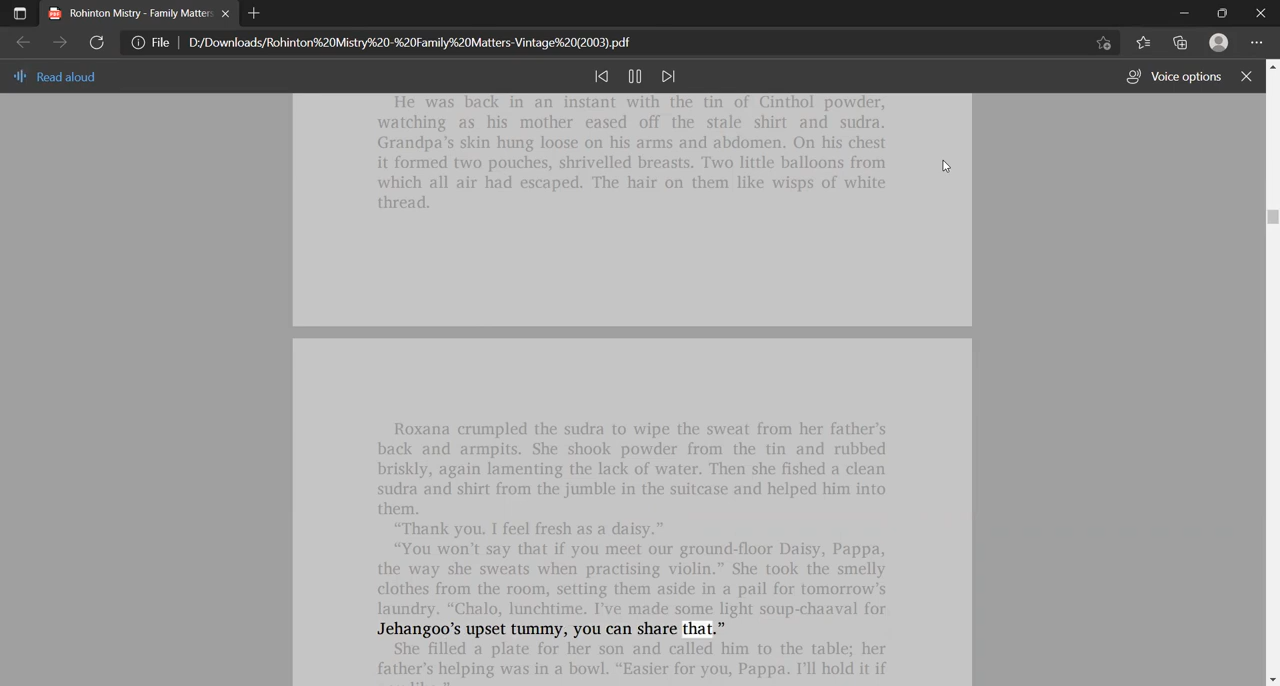 Rohinton Mistry - Family Matters
File D:/Downloads/Rohinton%20Mistry%20-%20Family%20Matters-Vintage%20(2003).pdf
Read aloud
Voice options
He was back in an instant with the tin of Cinthol powder,
watching as his mother eased off the stale shirt and sudra.
Grandpa's skin hung loose on his arms and abdomen. On his chest
it formed two pouches, shrivelled breasts. Two little balloons from
which all air had escaped. The hair on them like wisps of white
thread.
Roxana crumpled the sudra to wipe the sweat from her father's
back and armpits. She shook powder from the tin and rubbed
briskly, again lamenting the lack of water. Then she fished a clean
sudra and shirt from the jumble in the suitcase and helped him into
them.
“Thank you. I feel fresh as a daisy.”
“You won't say that if you meet our ground-floor Daisy, Pappa,
the way she sweats when practising violin.” She took the smelly
clothes from the room, setting them aside in a pail for tomorrow's
laundry. “Chalo, lunchtime. I've made some light soup-chaaval for
Jehangoo's upset tummy, you can share that.”
She filled a plate for her son and called him to the table; her
father's helping was in a bowl. “Easier for you, Pappa. I'll hold it if